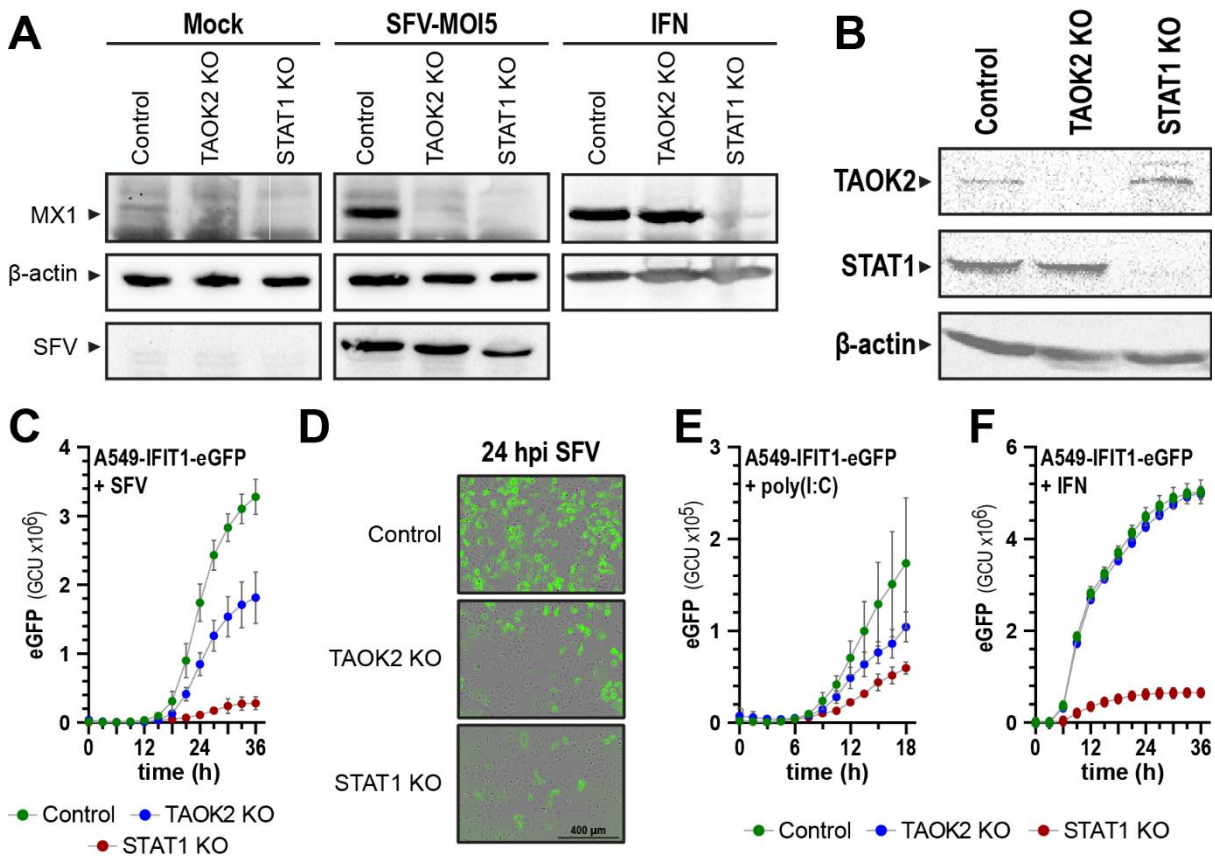 A
Mock
SFV-MOI5
IFN
Control
TAOK2 KO
STAT1 KO
Control
TAOK2 KO
STAT1 KO
Control
TAOK2 KO
STAT1 KO
MX1
β-actin
SFV
B
Control
TAOK2 KO
STAT1 KO
TAOK2
STAT1
β-actin
C
A549-IFIT1-eGFP
+ SFV
eGFP (GCU x10⁶)
4
3
2
1
0
0 12 24 36
time (h)
Control
TAOK2 KO
STAT1 KO
D
24 hpi SFV
Control
TAOK2 KO
STAT1 KO
400 µm
E
A549-IFIT1-eGFP
+ poly(I:C)
eGFP (GCU x10⁵)
3
2
1
0
0 6 12 18
time (h)
F
A549-IFIT1-eGFP
+ IFN
eGFP (GCU x10⁶)
6
4
2
0
0 12 24 36
time (h)
Control
TAOK2 KO
STAT1 KO